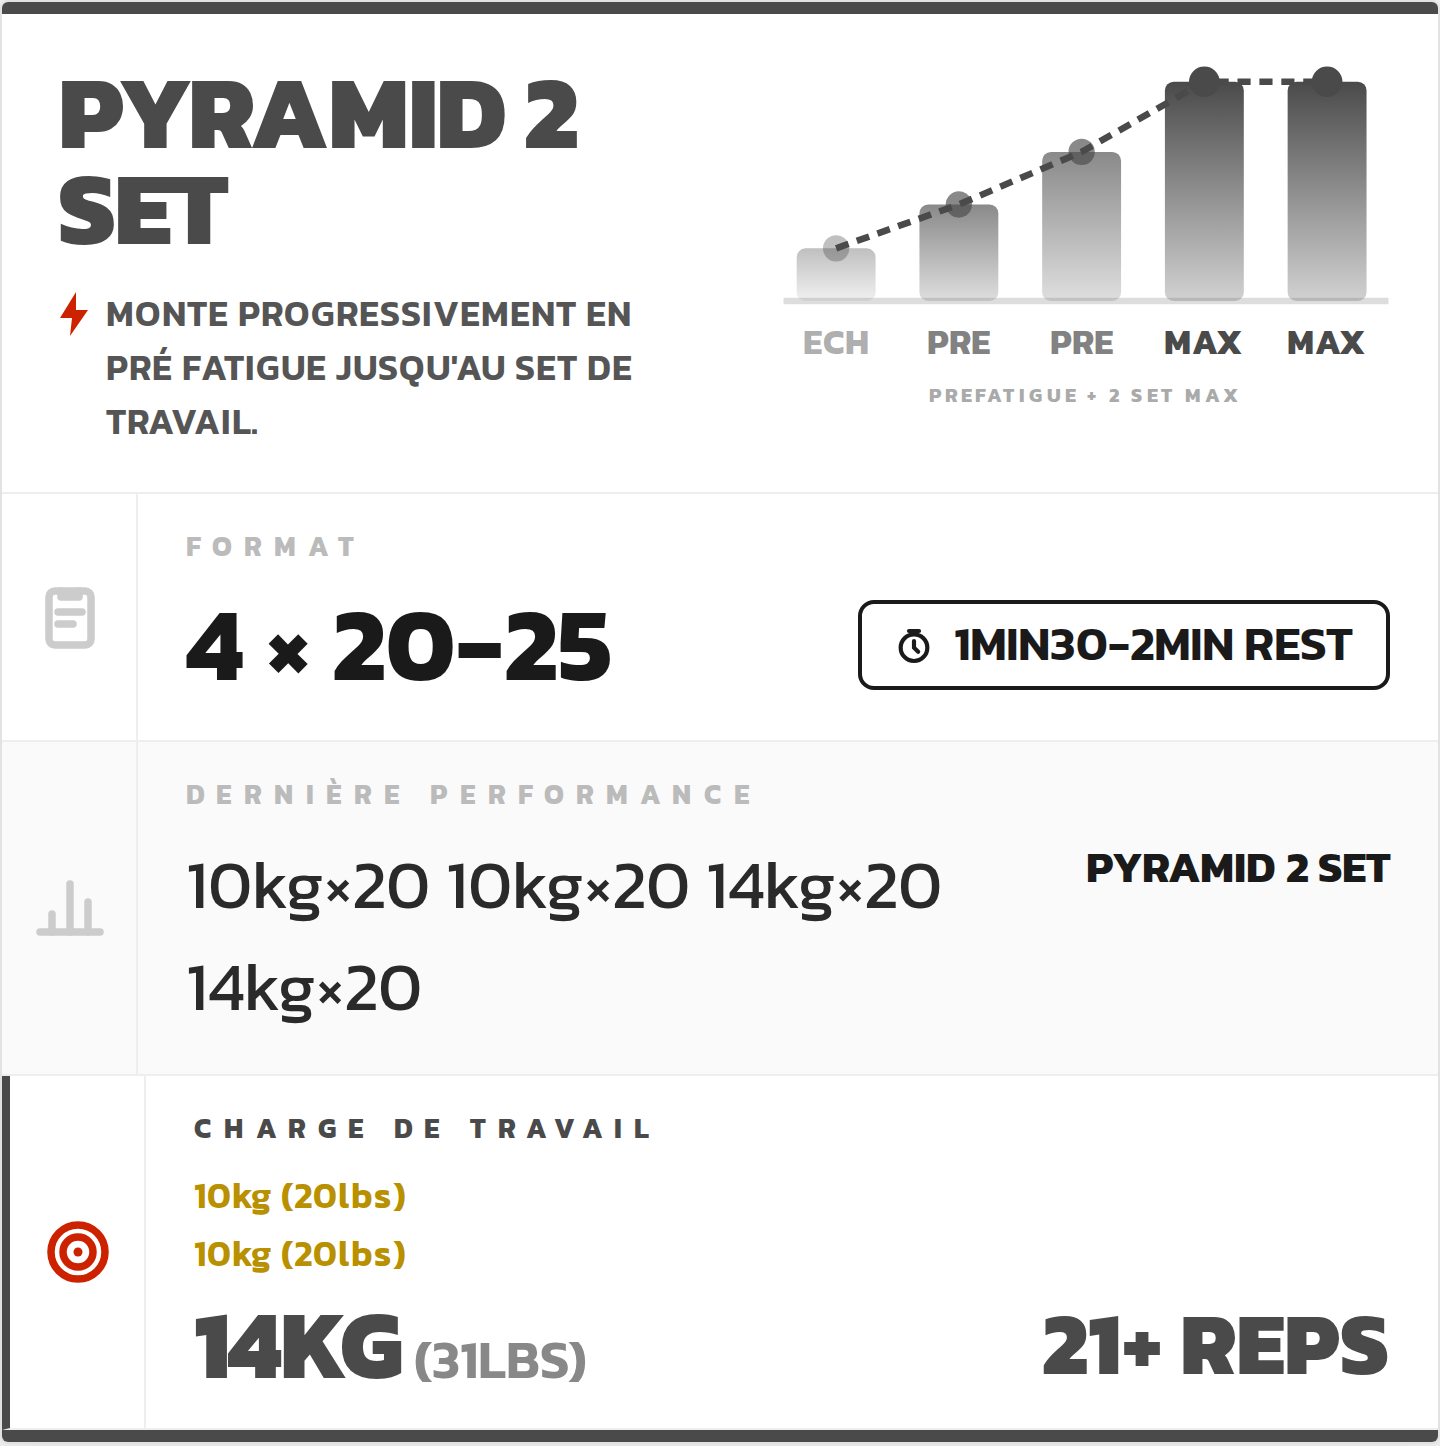 PYRAMID 2
SET
MONTE PROGRESSIVEMENT EN
PRÉ FATIGUE JUSQU'AU SET DE
TRAVAIL.
ECH PRE PRE MAX MAX
PREFATIGUE + 2 SET MAX
FORMAT
4 × 20–25
1MIN30–2MIN REST
DERNIÈRE PERFORMANCE
10kg×20 10kg×20 14kg×20
14kg×20
PYRAMID 2 SET
CHARGE DE TRAVAIL
10kg (20lbs)
10kg (20lbs)
14KG (31LBS)
21+ REPS